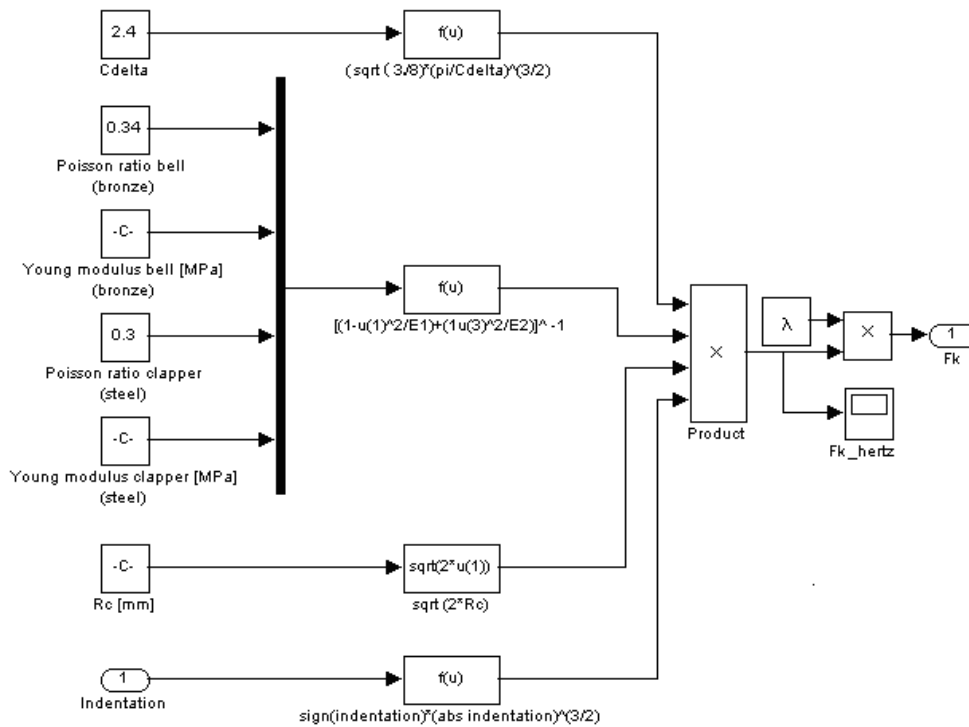 2.4
Cdelta
f(u)
(sqrt ( 3/8)*(pi/Cdelta)^(3/2)
0.34
Poisson ratio bell
(bronze)
-C-
Young modulus bell [MPa]
(bronze)
f(u)
[(1-u(1)^2/E1)+(1u(3)^2/E2)]^ -1
0.3
Poisson ratio clapper
(steel)
-C-
Young modulus clapper [MPa]
(steel)
×
Product
λ
×
1
Fk
Fk_hertz
-C-
Rc [mm]
sqrt(2*u(1))
sqrt (2*Rc)
1
Indentation
f(u)
sign(indentation)*(abs indentation)^(3/2)